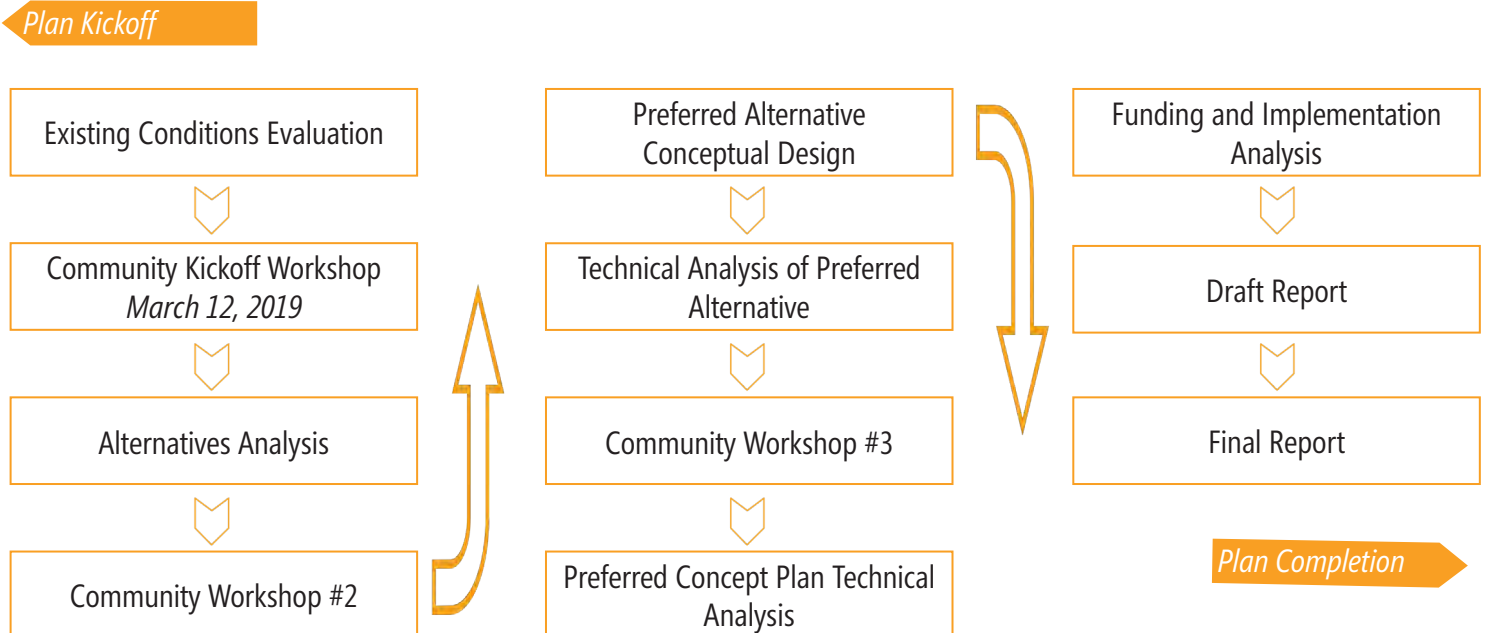 Plan Kickoff
Existing Conditions Evaluation
Community Kickoff Workshop
March 12, 2019
Alternatives Analysis
Community Workshop #2
Preferred Alternative
Conceptual Design
Technical Analysis of Preferred
Alternative
Community Workshop #3
Preferred Concept Plan Technical
Analysis
Funding and Implementation
Analysis
Draft Report
Final Report
Plan Completion